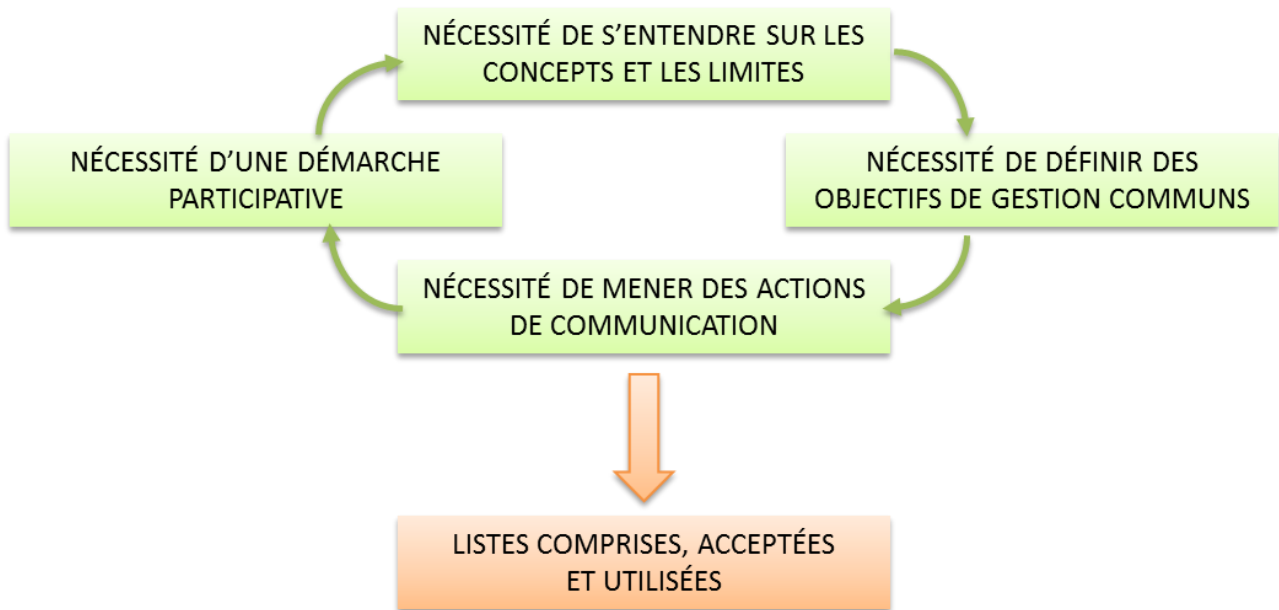 NÉCESSITÉ DE S’ENTENDRE SUR LES
CONCEPTS ET LES LIMITES
NÉCESSITÉ D’UNE DÉMARCHE
PARTICIPATIVE
NÉCESSITÉ DE DÉFINIR DES
OBJECTIFS DE GESTION COMMUNS
NÉCESSITÉ DE MENER DES ACTIONS
DE COMMUNICATION
LISTES COMPRISES, ACCEPTÉES
ET UTILISÉES